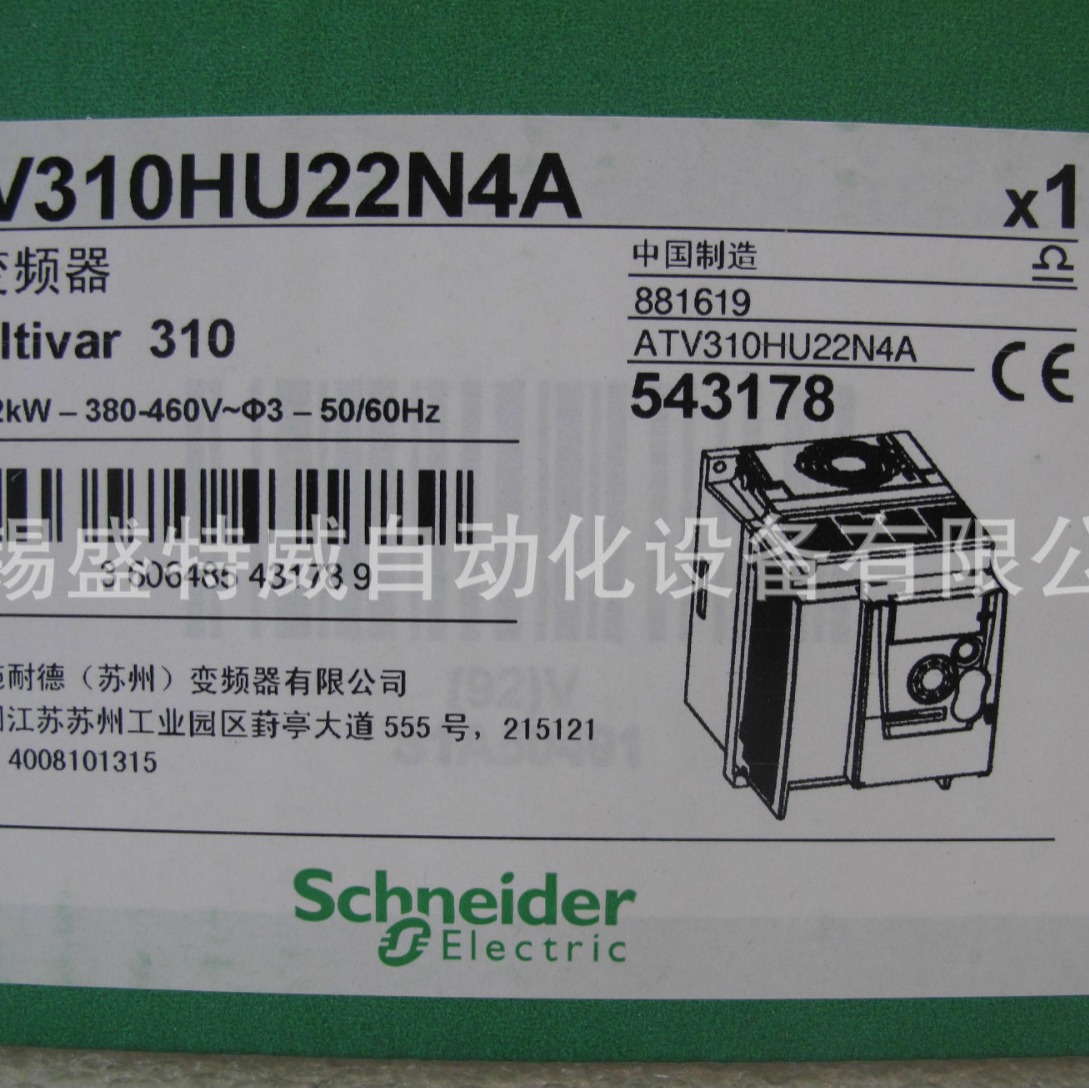 V310HU22N4A
x1
变频器
ltivar 310
2kW – 380-460V~Φ3 – 50/60Hz
中国制造
881619
ATV310HU22N4A
CE
543178
锡盛特威自动化设备有限公
3 606485 43178 9
施耐德（苏州）变频器有限公司
江苏苏州工业园区葑亭大道 555 号，215121
4008101315
(92)V
Schneider
Electric